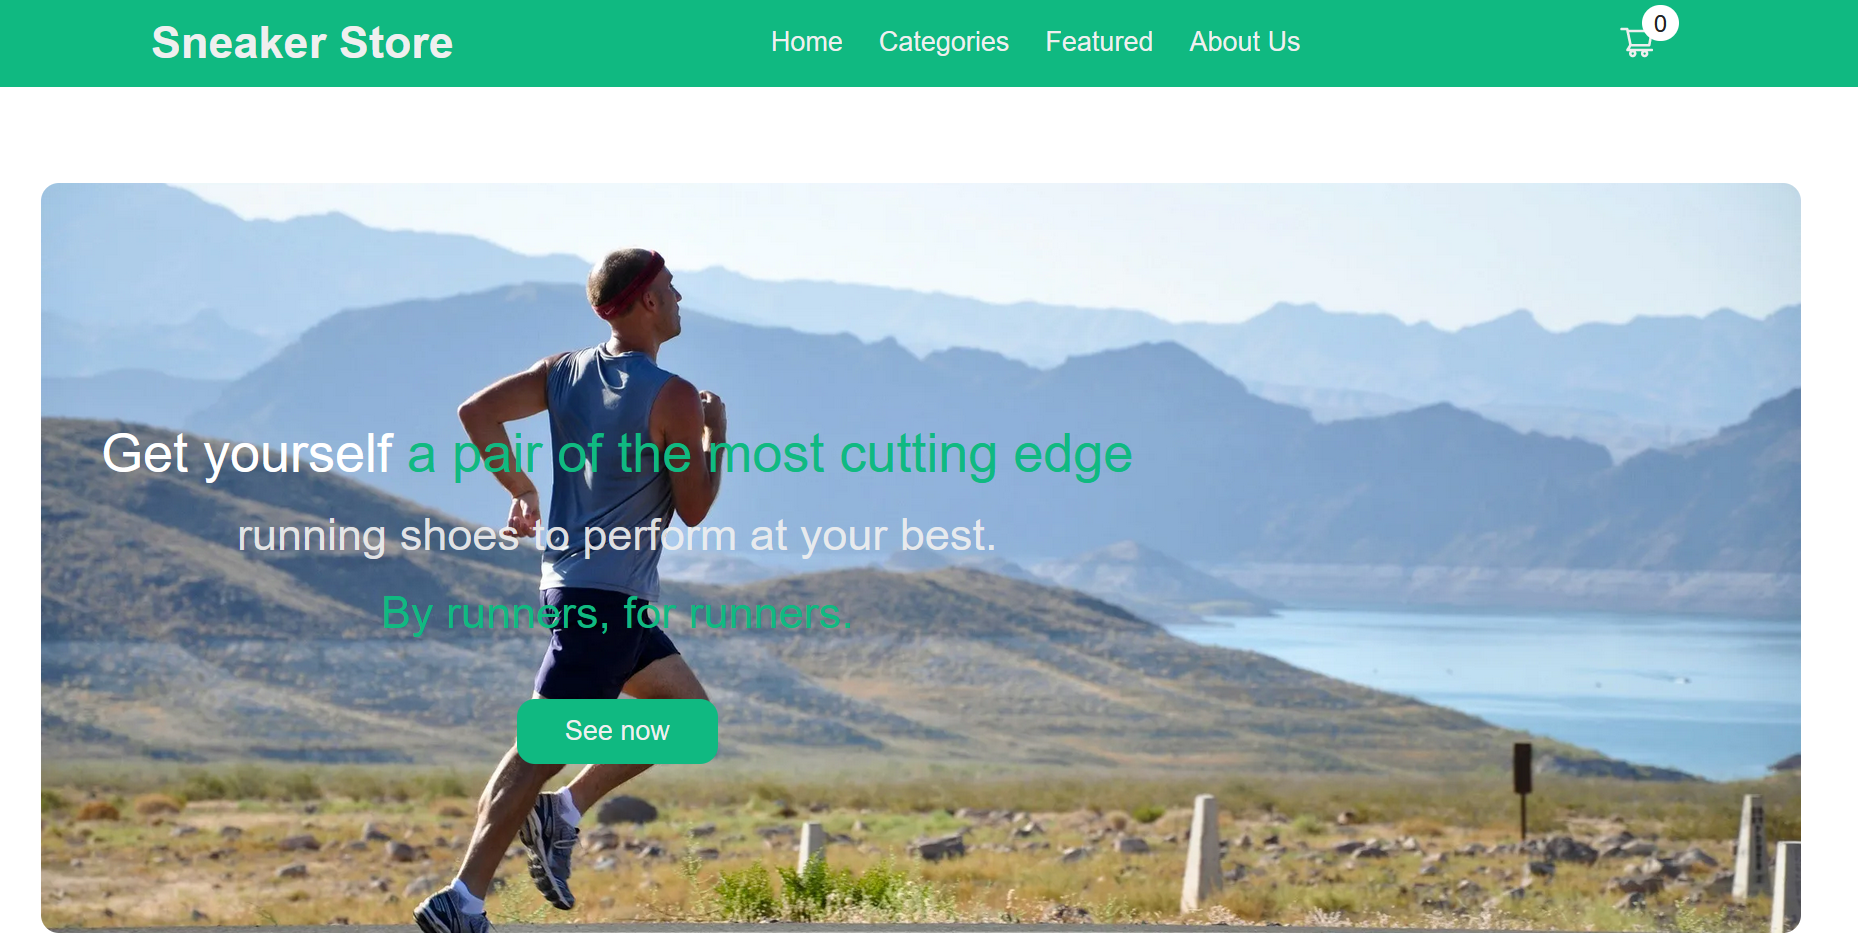 Sneaker Store
Home Categories Featured About Us
0
Get yourself a pair of the most cutting edge
running shoes to perform at your best.
By runners, for runners.
See now